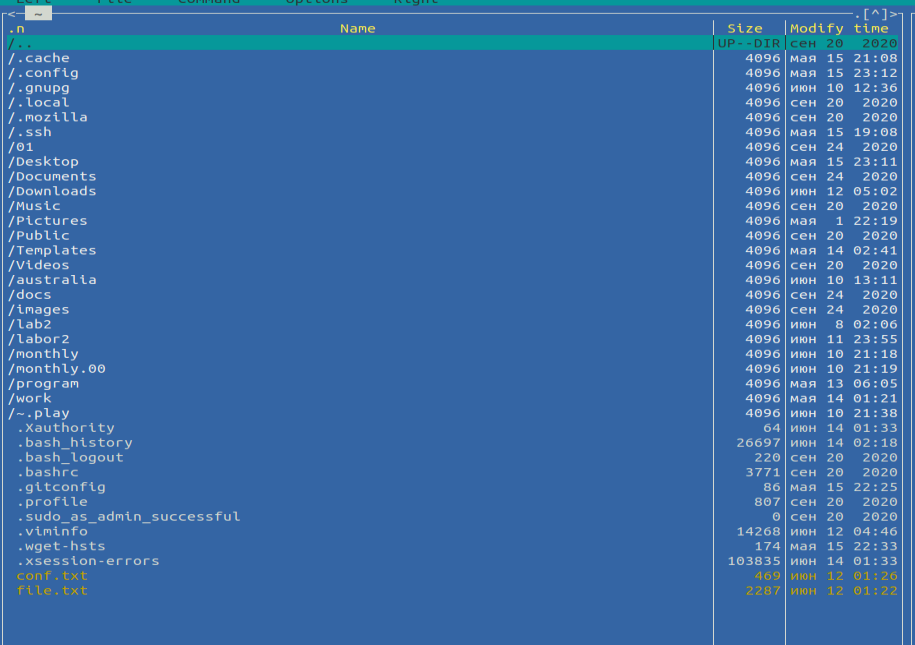 Left File Command Options Right
<- ~ .[^]>
.n Name Size Modify time
/.. UP--DIR сен 20 2020
/.cache 4096 мая 15 21:08
/.config 4096 мая 15 23:12
/.gnupg 4096 июн 10 12:36
/.local 4096 сен 20 2020
/.mozilla 4096 сен 20 2020
/.ssh 4096 мая 15 19:08
/01 4096 сен 24 2020
/Desktop 4096 мая 15 23:11
/Documents 4096 сен 24 2020
/Downloads 4096 июн 12 05:02
/Music 4096 сен 20 2020
/Pictures 4096 мая 1 22:19
/Public 4096 сен 20 2020
/Templates 4096 мая 14 02:41
/Videos 4096 сен 20 2020
/australia 4096 июн 10 13:11
/docs 4096 сен 24 2020
/images 4096 сен 24 2020
/lab2 4096 июн 8 02:06
/labor2 4096 июн 11 23:55
/monthly 4096 июн 10 21:18
/monthly.00 4096 июн 10 21:19
/program 4096 мая 13 06:05
/work 4096 мая 14 01:21
/~.play 4096 июн 10 21:38
.Xauthority 64 июн 14 01:33
.bash_history 26697 июн 14 02:18
.bash_logout 220 сен 20 2020
.bashrc 3771 сен 20 2020
.gitconfig 86 мая 15 22:25
.profile 807 сен 20 2020
.sudo_as_admin_successful 0 сен 20 2020
.viminfo 14268 июн 12 04:46
.wget-hsts 174 мая 15 22:33
.xsession-errors 103835 июн 14 01:33
conf.txt 469 июн 12 01:26
file.txt 2287 июн 12 01:22